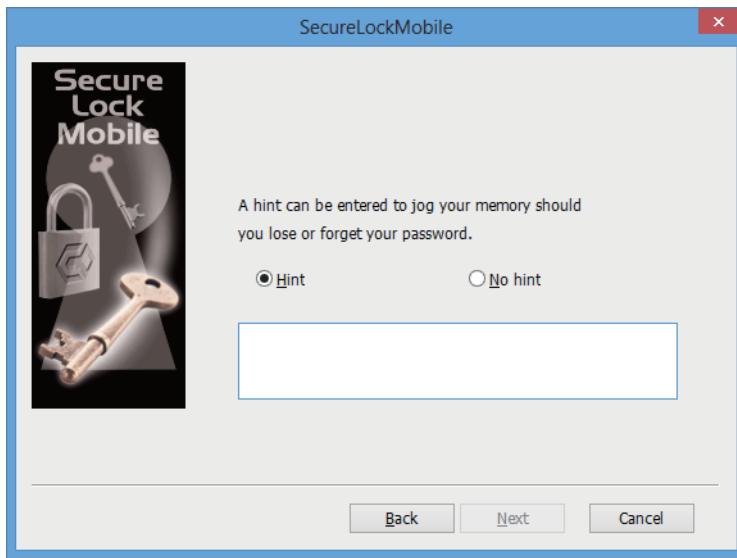 SecureLockMobile
Secure
Lock
Mobile
A hint can be entered to jog your memory should
you lose or forget your password.
Hint
No hint
Back
Next
Cancel